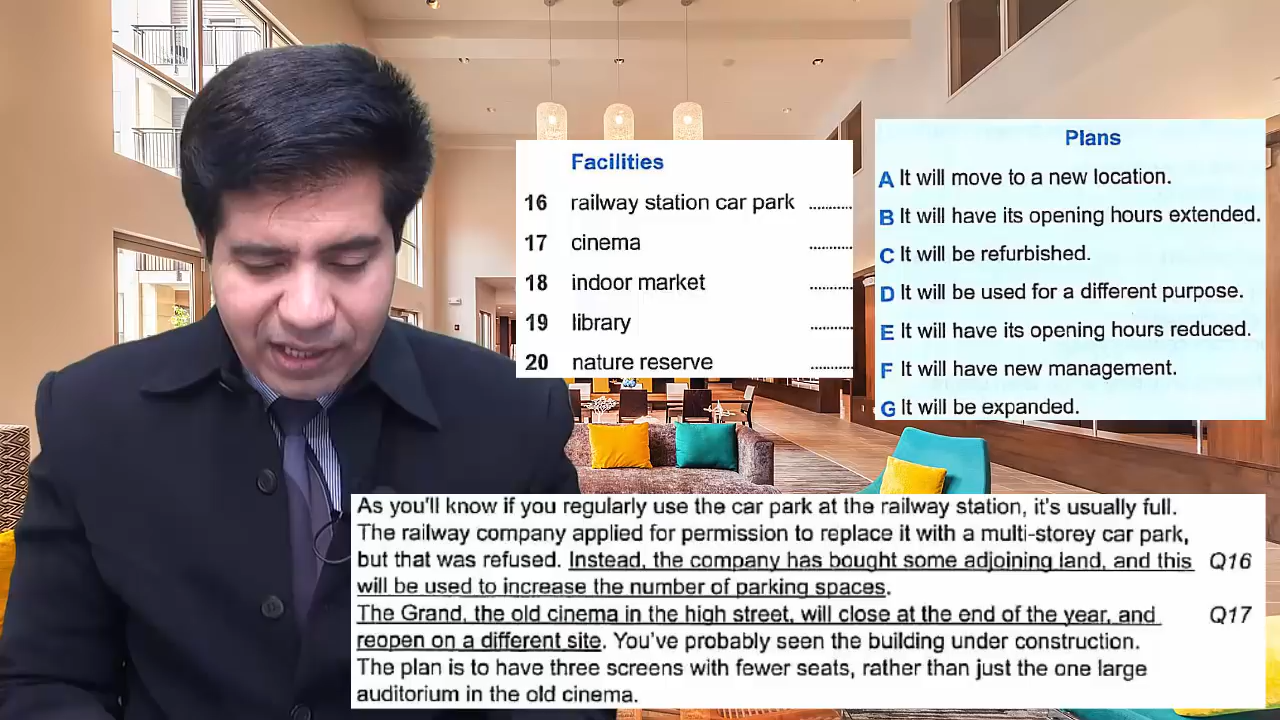 Facilities
16 railway station car park ..........
17 cinema ..........
18 indoor market ..........
19 library ..........
20 nature reserve ..........
Plans
A It will move to a new location.
B It will have its opening hours extended.
C It will be refurbished.
D It will be used for a different purpose.
E It will have its opening hours reduced.
F It will have new management.
G It will be expanded.
As you'll know if you regularly use the car park at the railway station, it's usually full.
The railway company applied for permission to replace it with a multi-storey car park,
but that was refused. Instead, the company has bought some adjoining land, and this Q16
will be used to increase the number of parking spaces.
The Grand, the old cinema in the high street, will close at the end of the year, and Q17
reopen on a different site. You've probably seen the building under construction.
The plan is to have three screens with fewer seats, rather than just the one large
auditorium in the old cinema.